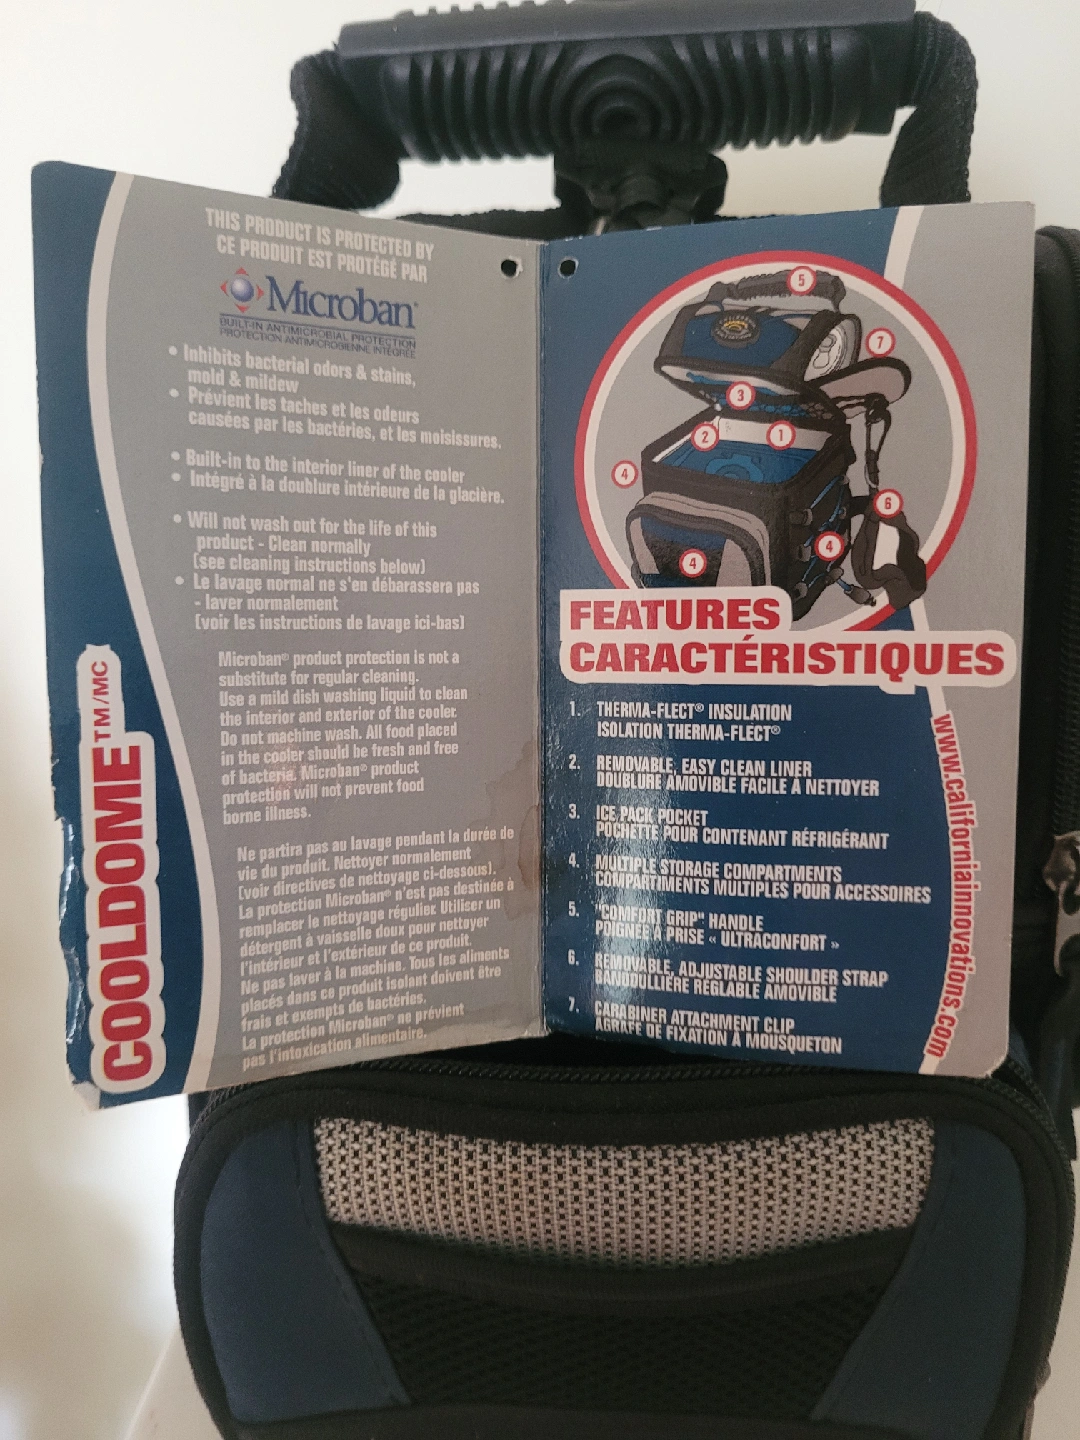 THIS PRODUCT IS PROTECTED BY
CE PRODUIT EST PROTÉGÉ PAR
Microban®
BUILT-IN ANTIMICROBIAL PROTECTION
PROTECTION ANTIMICROBIENNE INTÉGRÉE
• Inhibits bacterial odors & stains,
mold & mildew
• Prévient les taches et les odeurs
causées par les bactéries, et les moisissures.
• Built-in to the interior liner of the cooler
• Intégré à la doublure intérieure de la glacière.
• Will not wash out for the life of this
product - Clean normally
(see cleaning instructions below)
• Le lavage normal ne s'en débarassera pas
- laver normalement
(voir les instructions de lavage ici-bas)
Microban® product protection is not a
substitute for regular cleaning.
Use a mild dish washing liquid to clean
the interior and exterior of the cooler.
Do not machine wash. All food placed
in the cooler should be fresh and free
of bacteria. Microban® product
protection will not prevent food
borne illness.
Ne partira pas au lavage pendant la durée de
vie du produit. Nettoyer normalement
(voir directives de nettoyage ci-dessous).
La protection Microban® n'est pas destinée à
remplacer le nettoyage régulier. Utiliser un
détergent à vaisselle doux pour nettoyer
l'intérieur et l'extérieur de ce produit.
Ne pas laver à la machine. Tous les aliments
placés dans ce produit isolant doivent être
frais et exempts de bactéries.
La protection Microban® ne prévient
pas l'intoxication alimentaire.
COOLDOME TM/MC
5
7
3
2
1
4
6
4
4
FEATURES
CARACTÉRISTIQUES
1. THERMA-FLECT® INSULATION
ISOLATION THERMA-FLECT®
2. REMOVABLE, EASY CLEAN LINER
DOUBLURE AMOVIBLE FACILE À NETTOYER
3. ICE PACK POCKET
POCHETTE POUR CONTENANT RÉFRIGÉRANT
4. MULTIPLE STORAGE COMPARTMENTS
COMPARTIMENTS MULTIPLES POUR ACCESSOIRES
5. "COMFORT GRIP" HANDLE
POIGNÉE À PRISE « ULTRACONFORT »
6. REMOVABLE, ADJUSTABLE SHOULDER STRAP
BANDOULLIÈRE RÉGLABLE AMOVIBLE
7. CARABINER ATTACHMENT CLIP
AGRAFE DE FIXATION À MOUSQUETON
www.californiainnovations.com